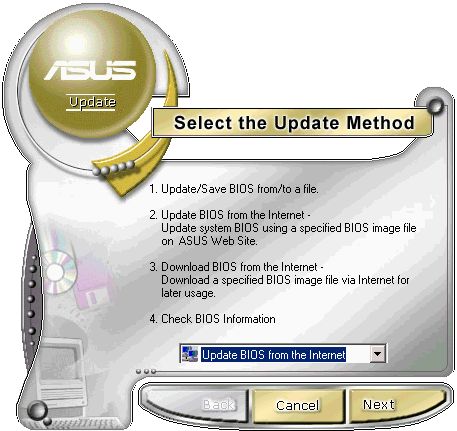 ASUS
Update
Select the Update Method
1. Update/Save BIOS from/to a file.
2. Update BIOS from the Internet -
Update system BIOS using a specified BIOS image file
on ASUS Web Site.
3. Download BIOS from the Internet -
Download a specified BIOS image file via Internet for
later usage.
4. Check BIOS Information
Update BIOS from the Internet
Back Cancel Next